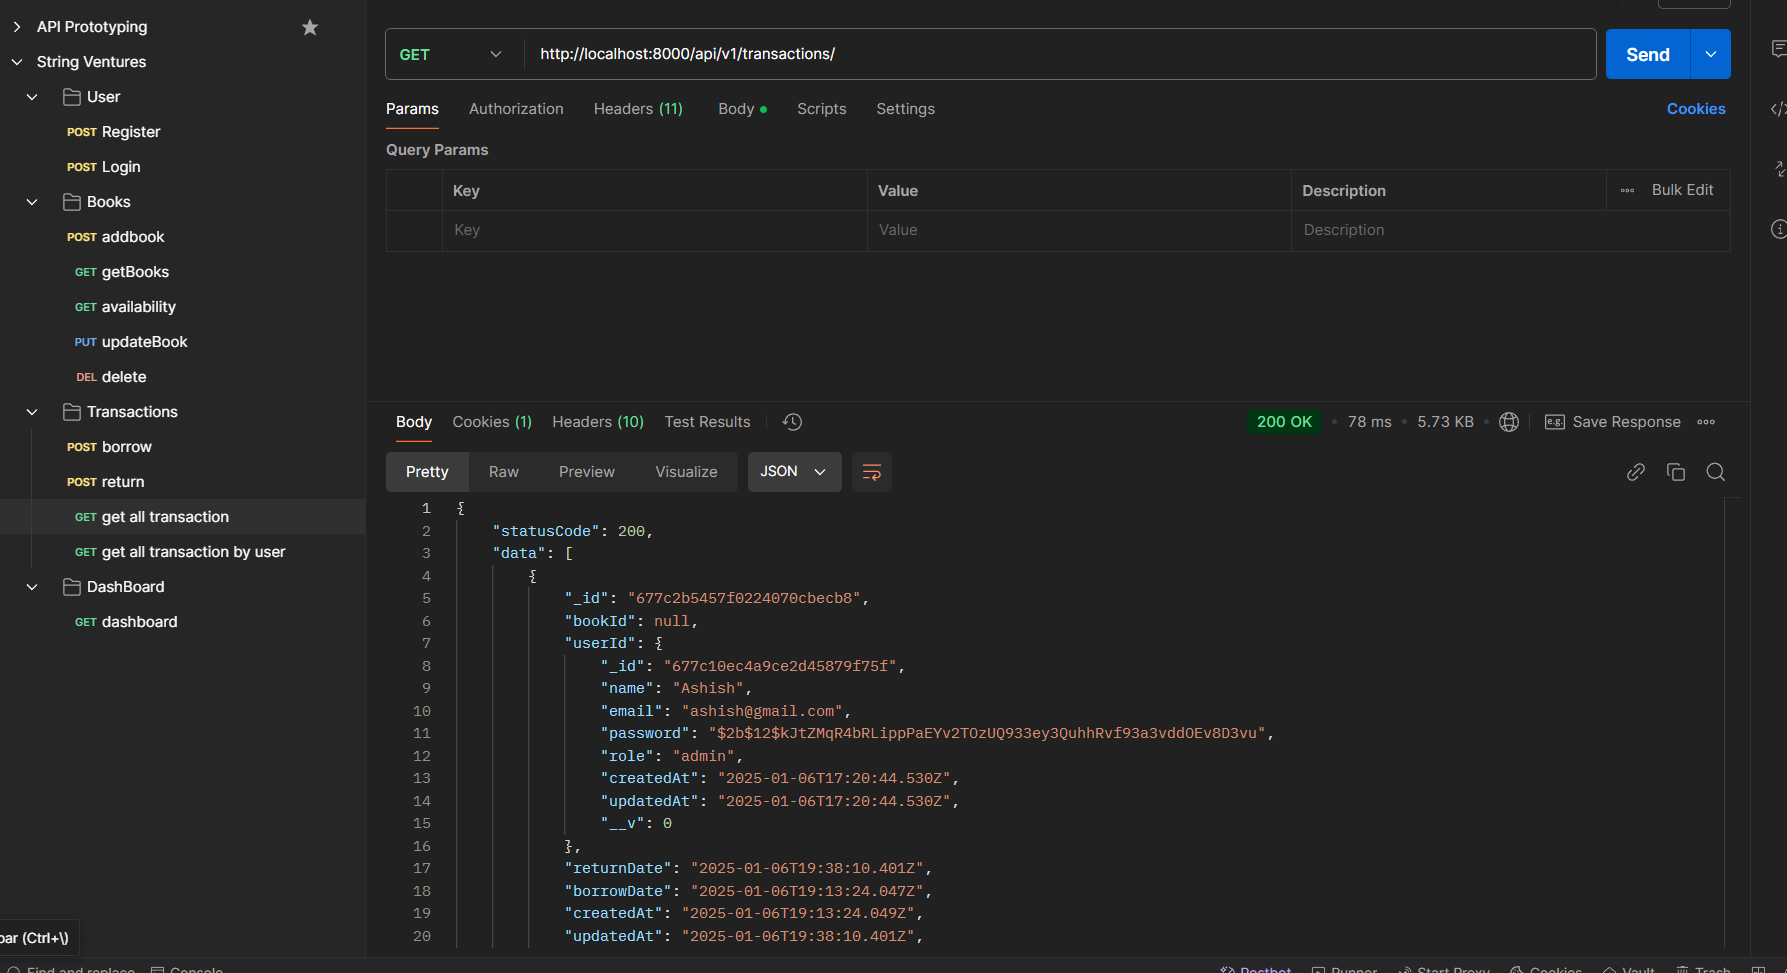 API Prototyping
String Ventures
User
POST Register
POST Login
Books
POST addbook
GET getBooks
GET availability
PUT updateBook
DEL delete
Transactions
POST borrow
POST return
GET get all transaction
GET get all transaction by user
DashBoard
GET dashboard
bar (Ctrl+\)
GET http://localhost:8000/api/v1/transactions/ Send
Params Authorization Headers (11) Body Scripts Settings Cookies
Query Params
Key Value Description Bulk Edit
Key Value Description
Body Cookies (1) Headers (10) Test Results 200 OK 78 ms 5.73 KB e.g. Save Response
Pretty Raw Preview Visualize JSON
1 {
2 "statusCode": 200,
3 "data": [
4 {
5 "_id": "677c2b5457f0224070cbecb8",
6 "bookId": null,
7 "userId": {
8 "_id": "677c10ec4a9ce2d45879f75f",
9 "name": "Ashish",
10 "email": "ashish@gmail.com",
11 "password": "$2b$12$kJtZMqR4bRLippPaEYv2TOzUQ933ey3QuhhRvf93a3vddOEv8D3vu",
12 "role": "admin",
13 "createdAt": "2025-01-06T17:20:44.530Z",
14 "updatedAt": "2025-01-06T17:20:44.530Z",
15 "__v": 0
16 },
17 "returnDate": "2025-01-06T19:38:10.401Z",
18 "borrowDate": "2025-01-06T19:13:24.047Z",
19 "createdAt": "2025-01-06T19:13:24.049Z",
20 "updatedAt": "2025-01-06T19:38:10.401Z",
Find and replace Console Postbot Runner Start Proxy Cookies Vault Trash